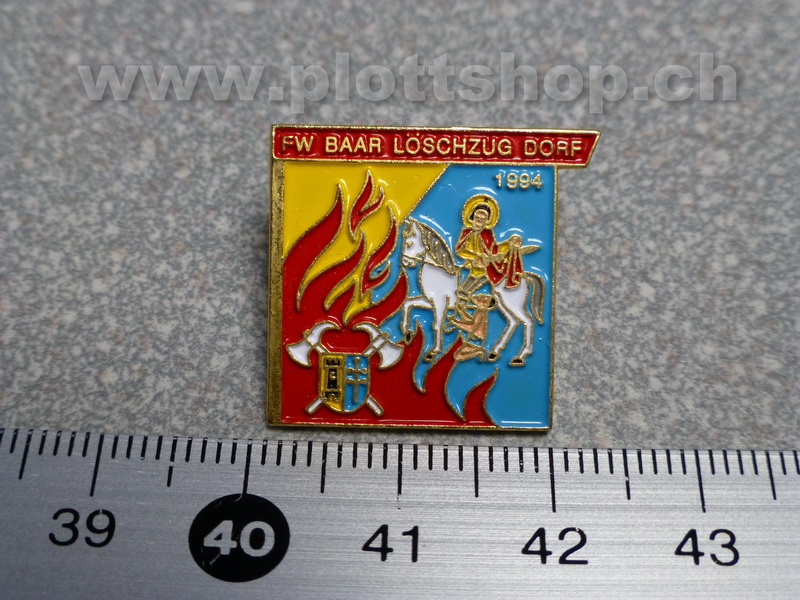 www.plottshop.ch
FW BAAR LÖSCHZUG DORF
1994
39 40 41 42 43